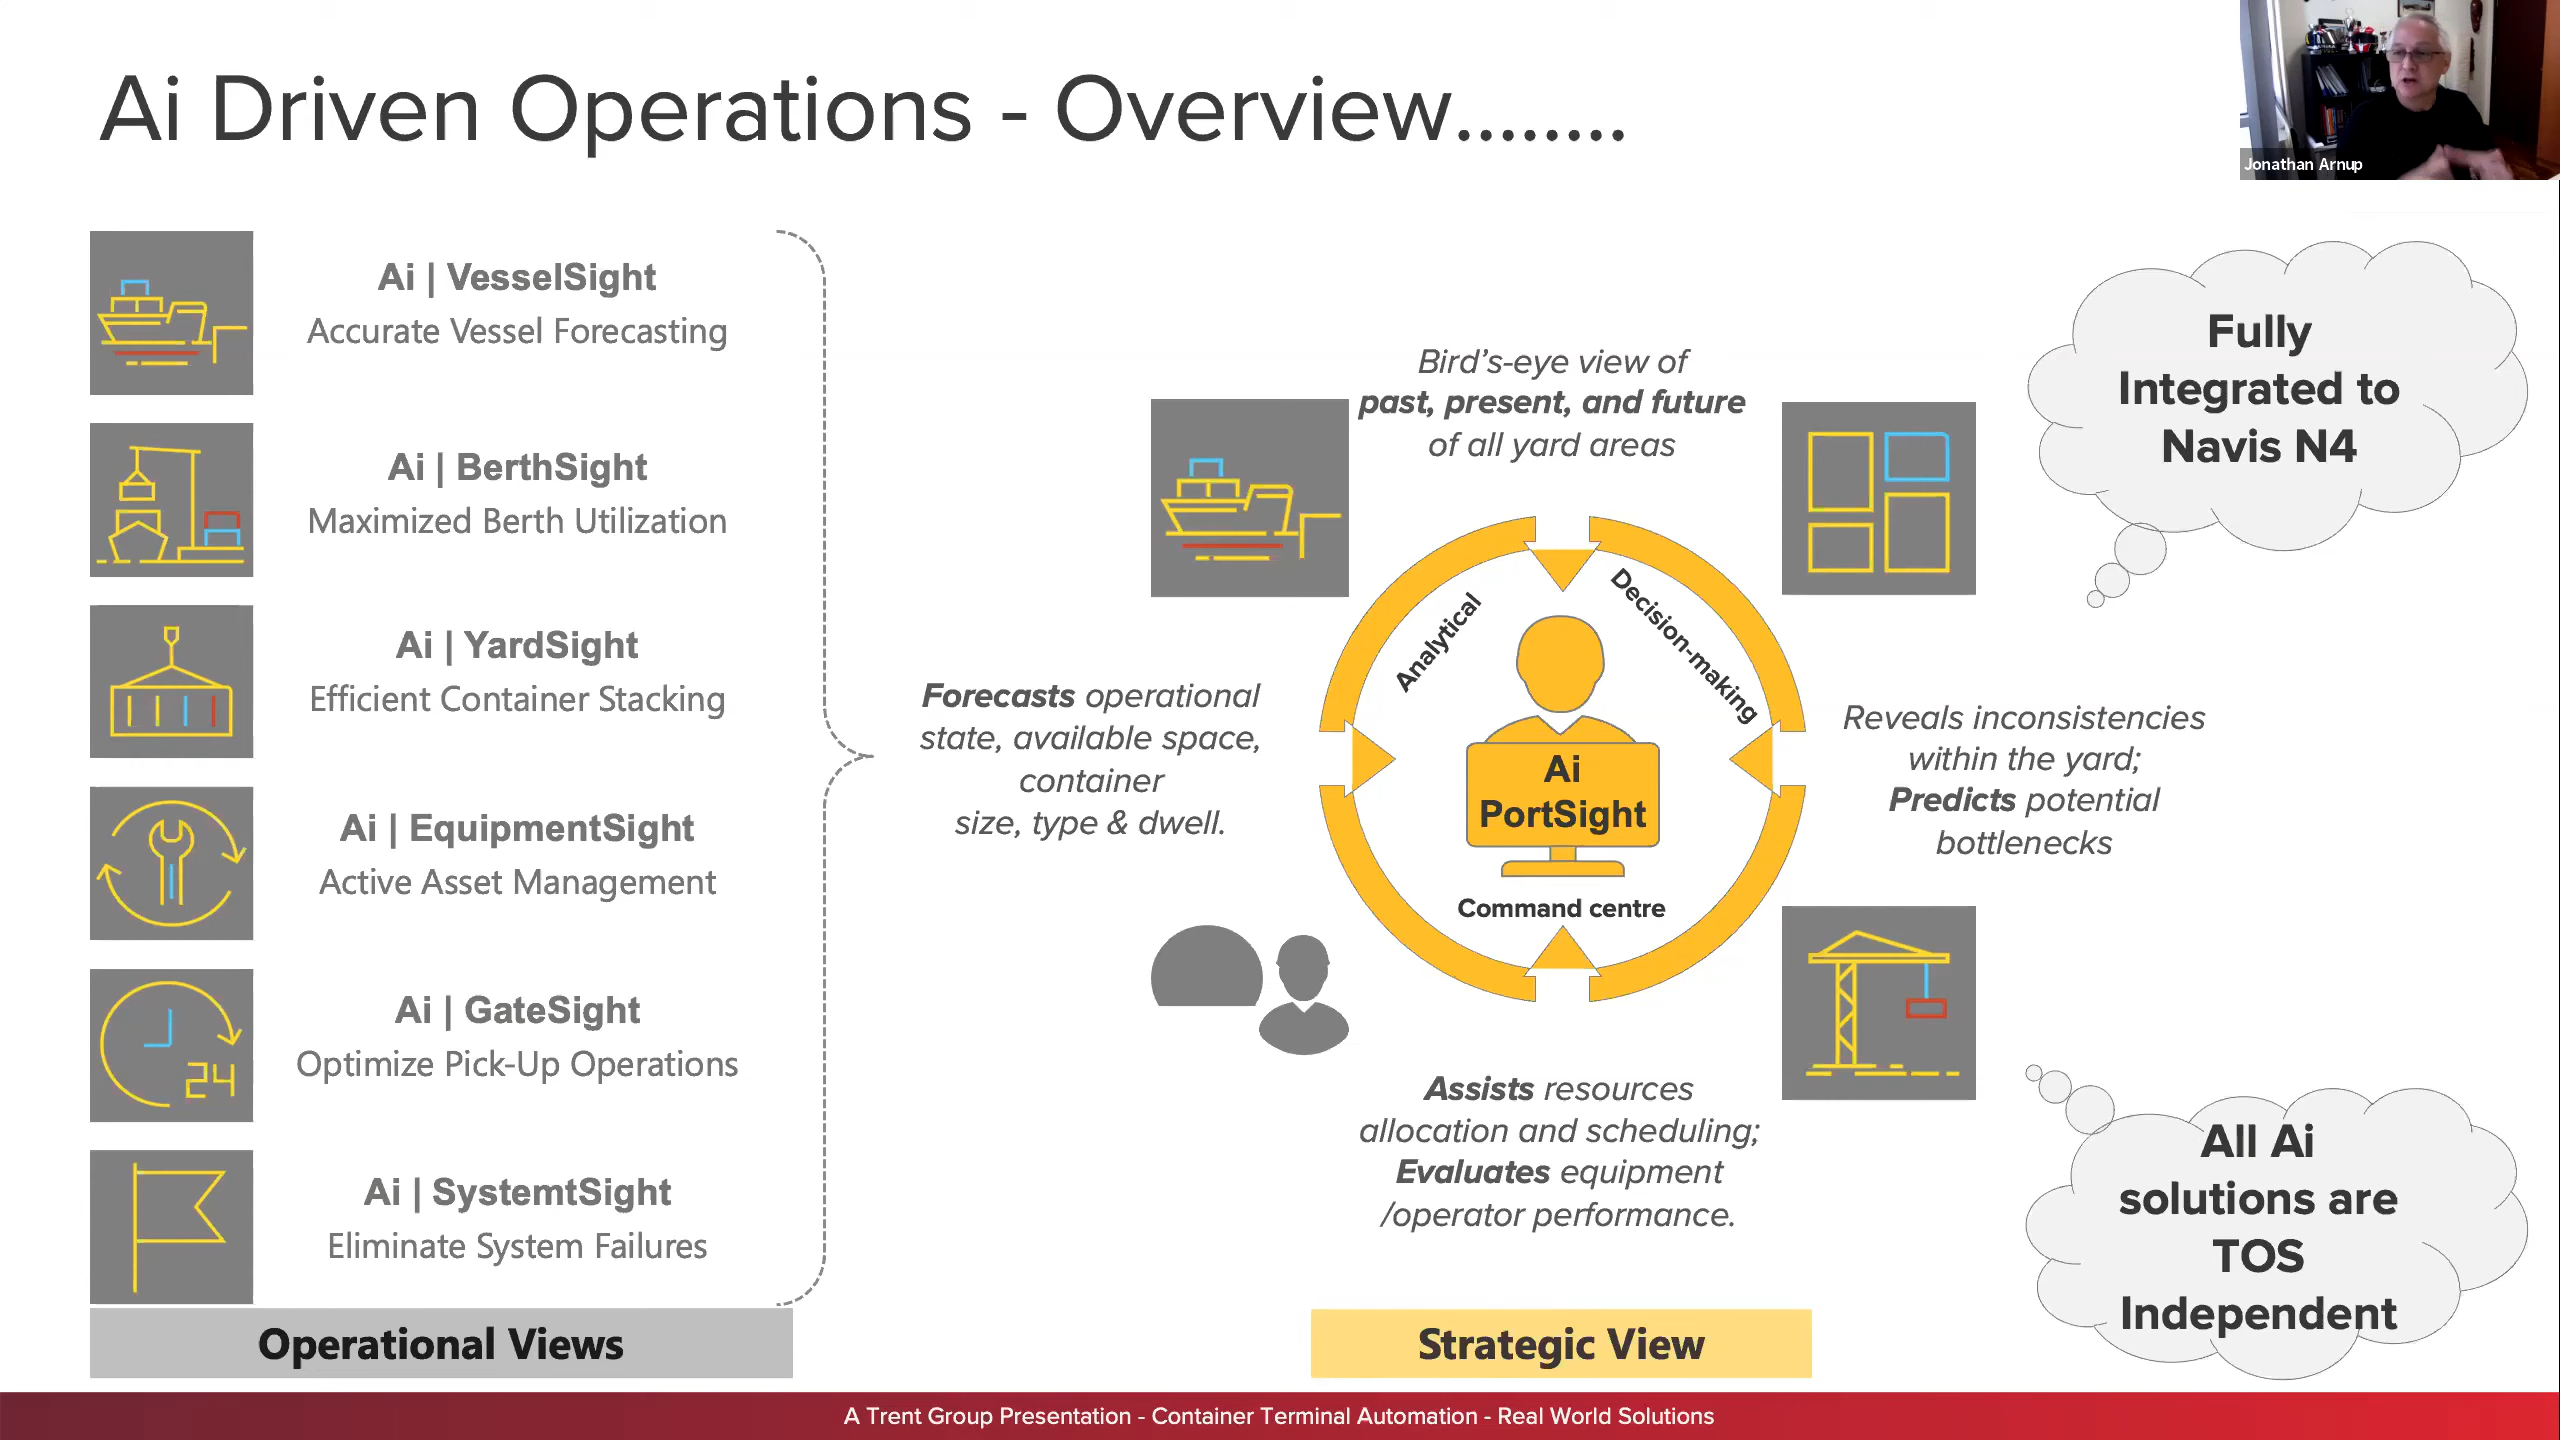 Ai Driven Operations - Overview........
Jonathan Arnup
Ai | VesselSight
Accurate Vessel Forecasting
Ai | BerthSight
Maximized Berth Utilization
Ai | YardSight
Efficient Container Stacking
Ai | EquipmentSight
Active Asset Management
24
Ai | GateSight
Optimize Pick-Up Operations
Ai | SystemtSight
Eliminate System Failures
Operational Views
Forecasts operational
state, available space,
container
size, type & dwell.
Bird's-eye view of
past, present, and future
of all yard areas
Analytical
Decision-making
Ai
PortSight
Command centre
Reveals inconsistencies
within the yard;
Predicts potential
bottlenecks
Assists resources
allocation and scheduling;
Evaluates equipment
/operator performance.
Strategic View
Fully
Integrated to
Navis N4
All Ai
solutions are
TOS
Independent
A Trent Group Presentation - Container Terminal Automation - Real World Solutions